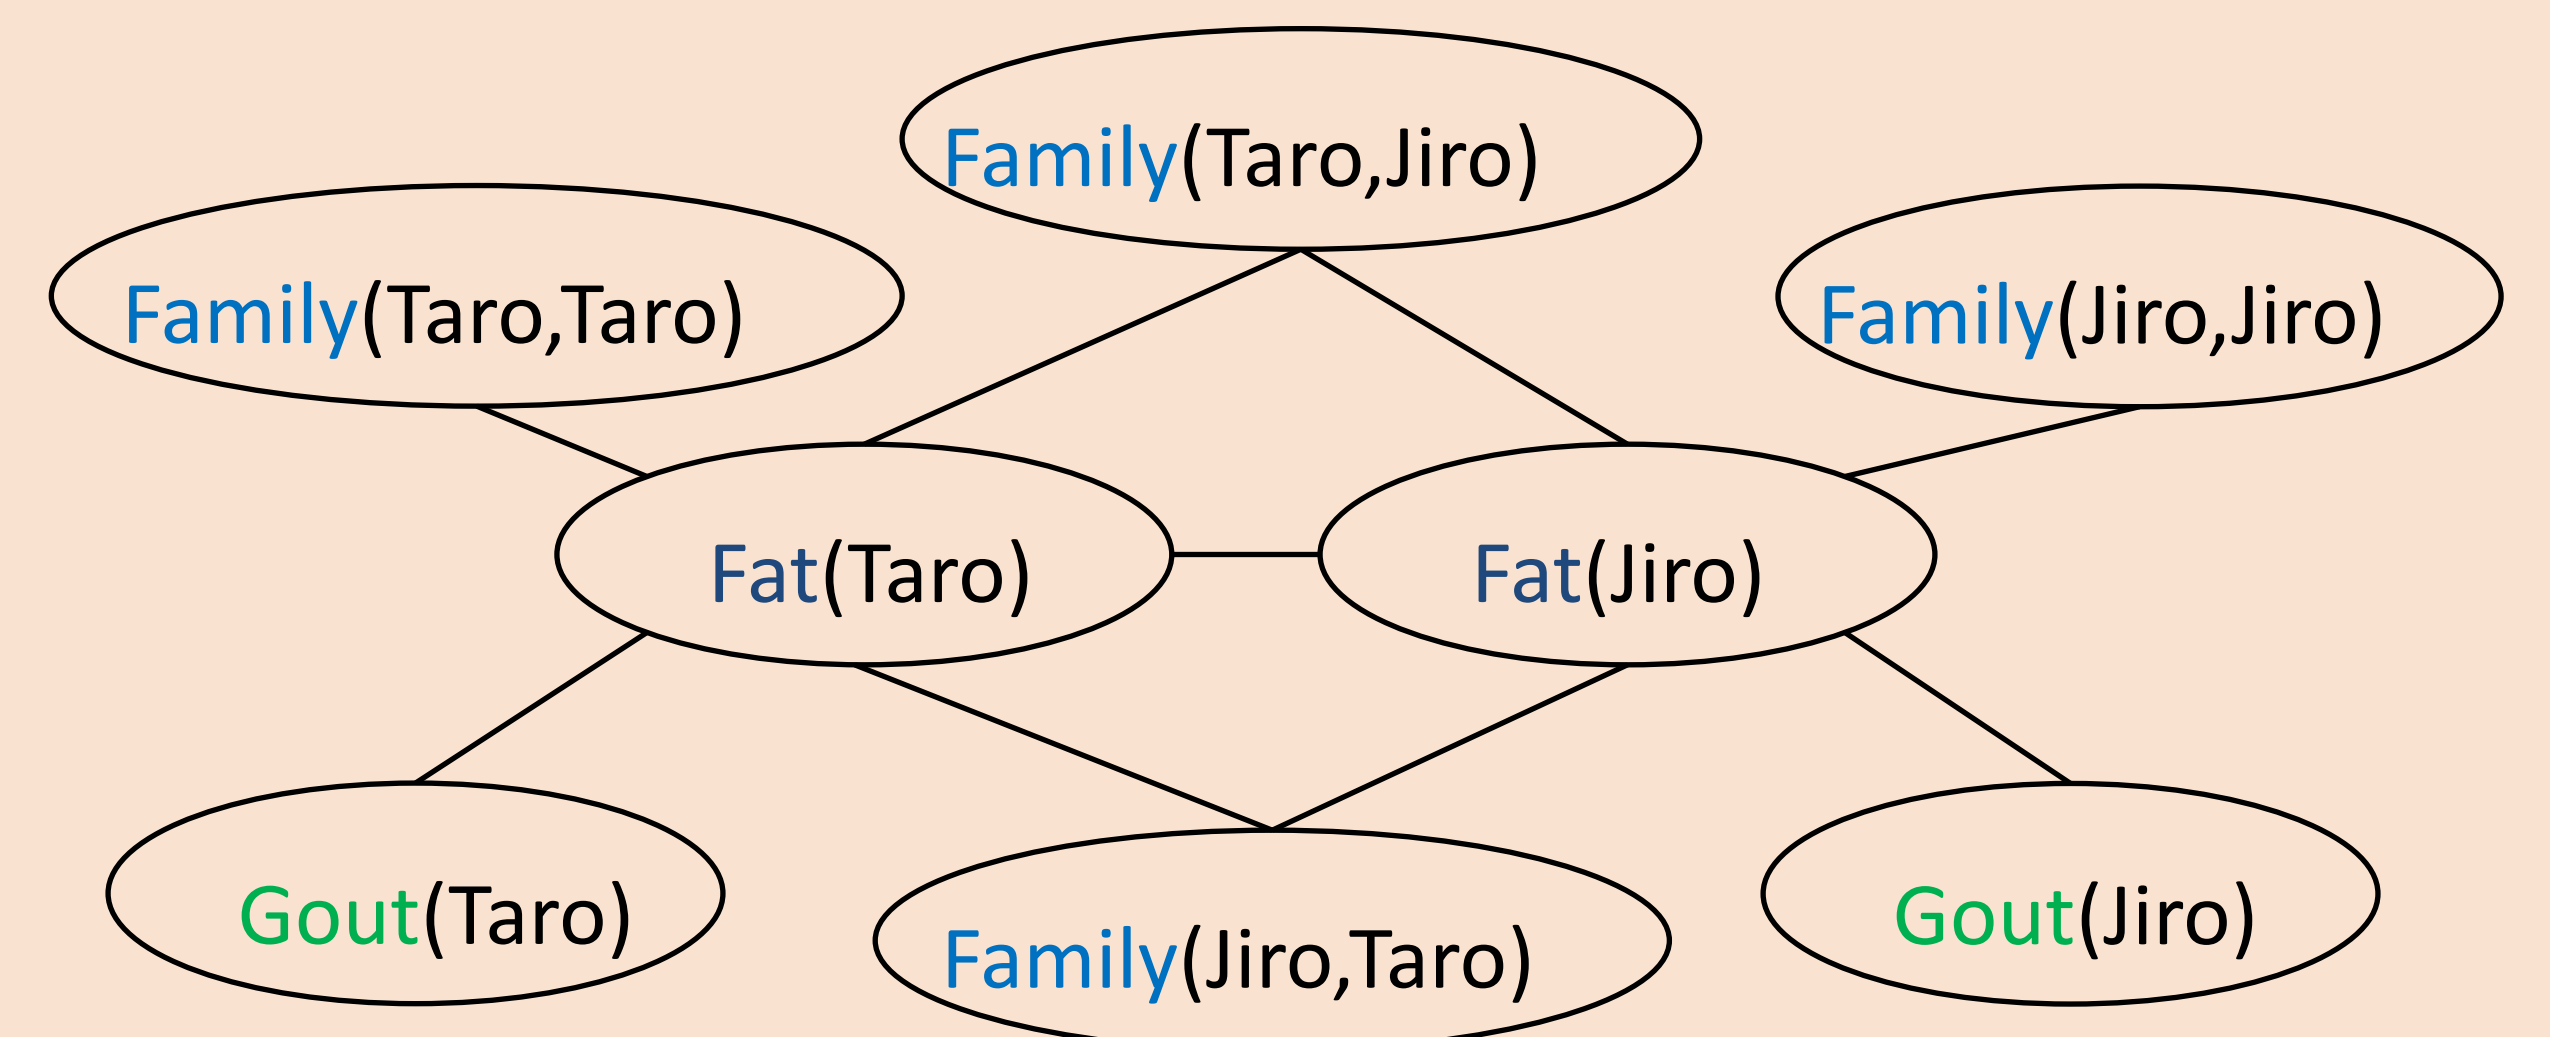 Family(Taro,Jiro)
Family(Taro,Taro)
Family(Jiro,Jiro)
Fat(Taro)
Fat(Jiro)
Gout(Taro)
Family(Jiro,Taro)
Gout(Jiro)